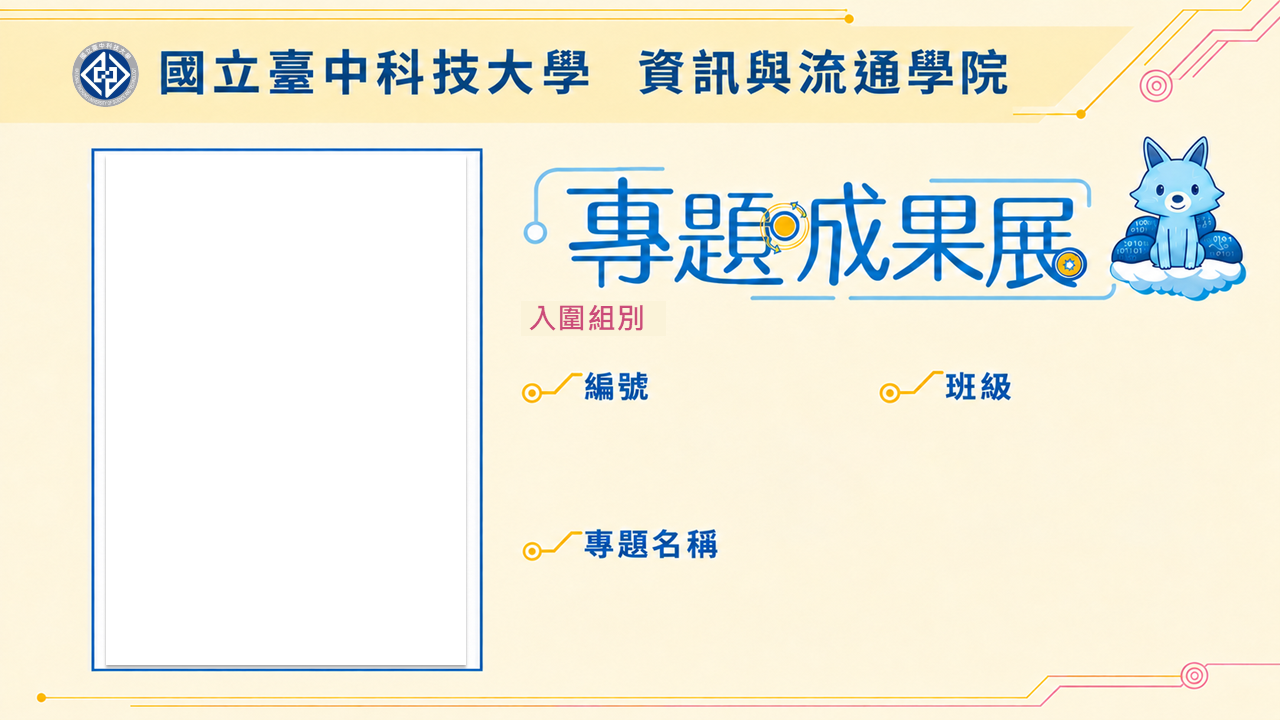 國立臺中科技大學 資訊與流通學院
專題成果展
入圍組別
編號
班級
專題名稱